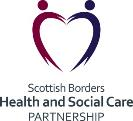 Scottish Borders
Health and Social Care
PARTNERSHIP